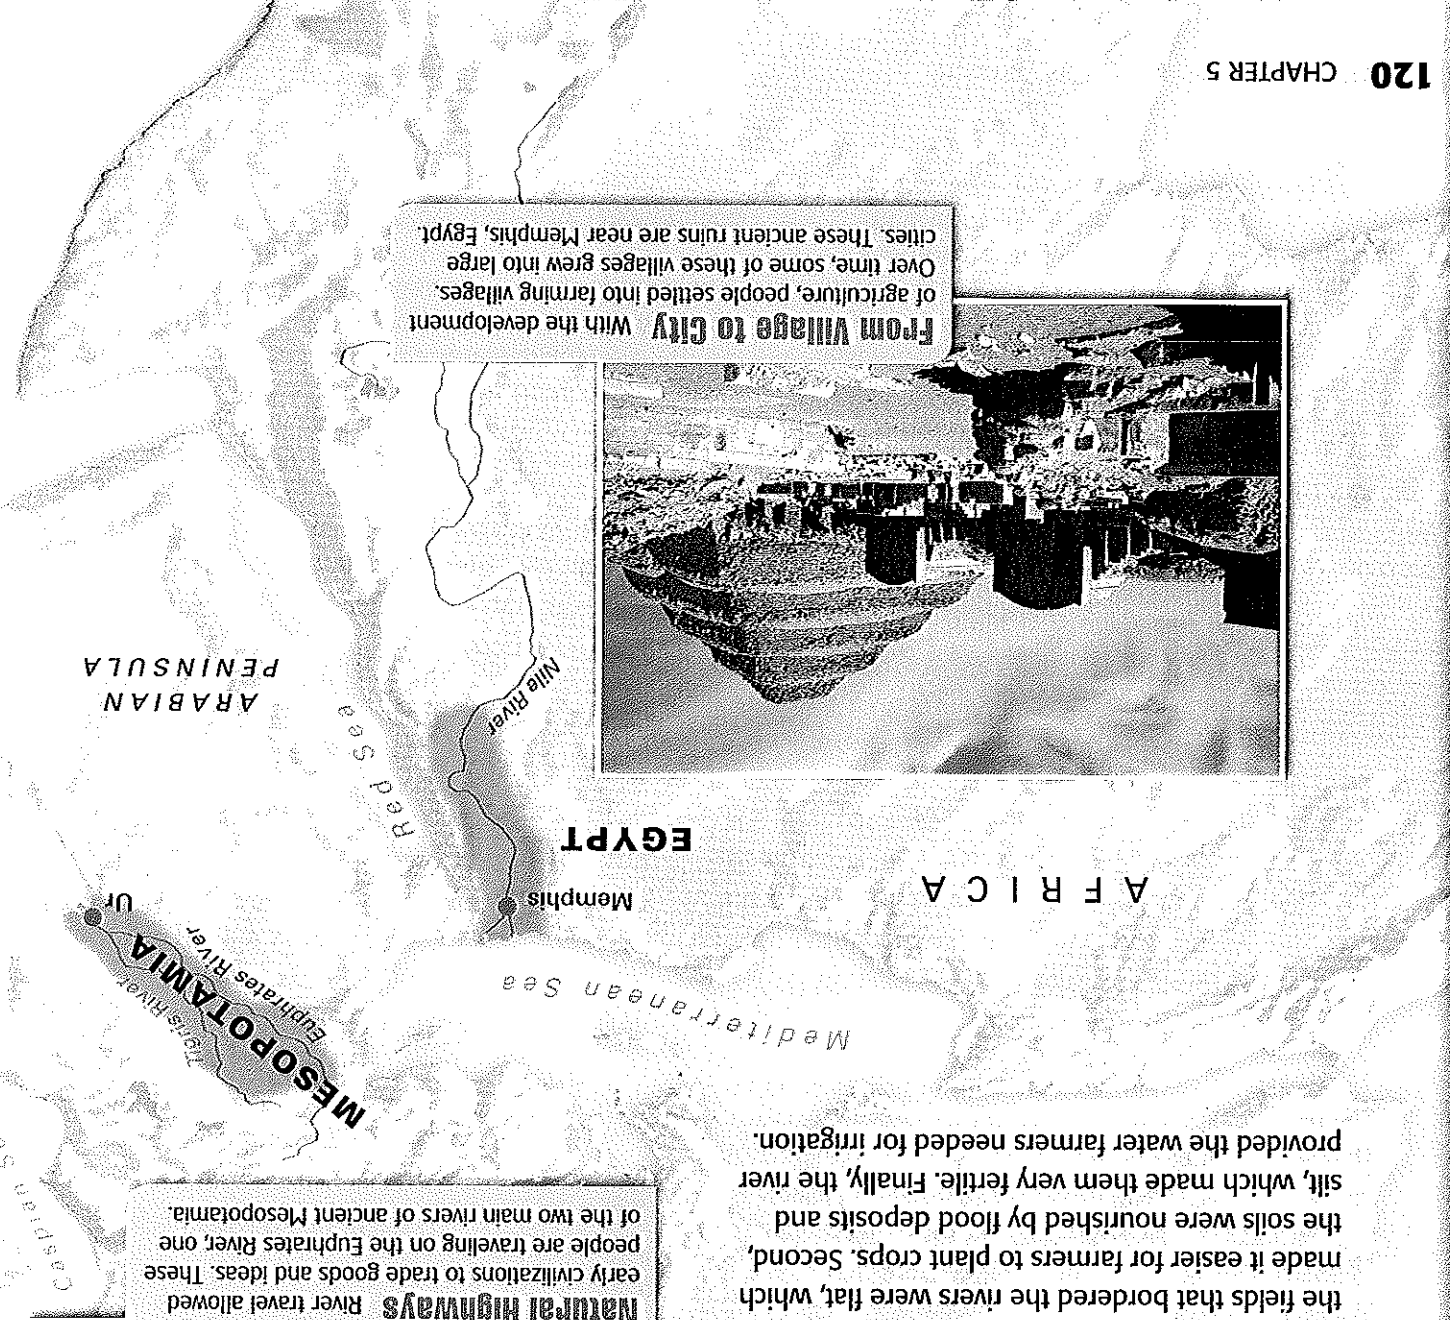 the fields that bordered the rivers were flat, which
made it easier for farmers to plant crops. Second,
the soils were nourished by flood deposits and
silt, which made them very fertile. Finally, the river
provided the water farmers needed for irrigation.
Natural Highways River travel allowed
early civilizations to trade goods and ideas. These
people are traveling on the Euphrates River, one
of the two main rivers of ancient Mesopotamia.
Caspian
MESOPOTAMIA
Tigris River
Euphrates River
Ur
Mediterranean Sea
AFRICA
Memphis
EGYPT
Red Sea
Nile River
ARABIAN
PENINSULA
From Village to City With the development
of agriculture, people settled into farming villages.
Over time, some of these villages grew into large
cities. These ancient ruins are near Memphis, Egypt.
120 CHAPTER 5